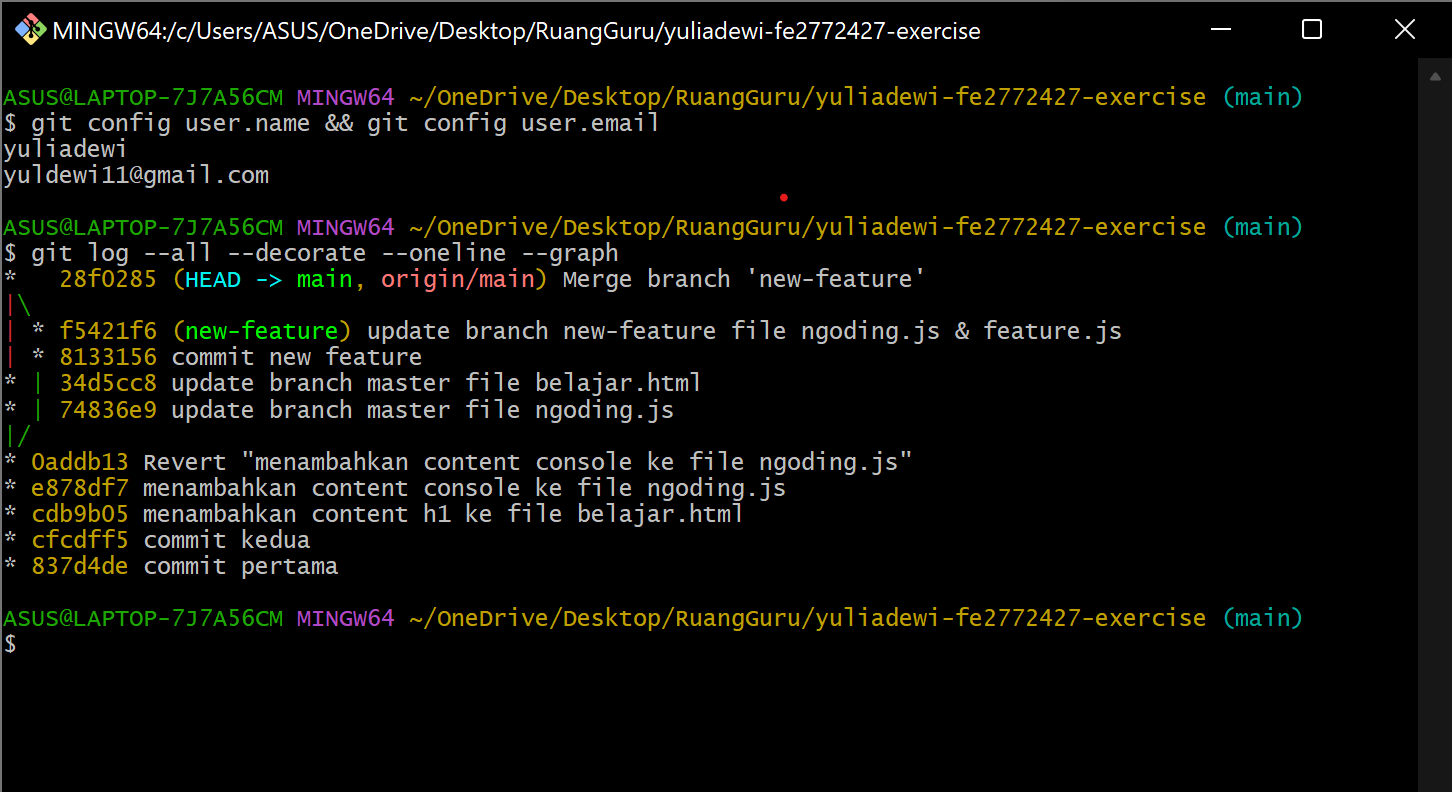 MINGW64:/c/Users/ASUS/OneDrive/Desktop/RuangGuru/yuliadewi-fe2772427-exercise
ASUS@LAPTOP-7J7A56CM MINGW64 ~/OneDrive/Desktop/RuangGuru/yuliadewi-fe2772427-exercise (main)
$ git config user.name && git config user.email
yuliadewi
yuldewi11@gmail.com
ASUS@LAPTOP-7J7A56CM MINGW64 ~/OneDrive/Desktop/RuangGuru/yuliadewi-fe2772427-exercise (main)
$ git log --all --decorate --oneline --graph
*   28f0285 (HEAD -> main, origin/main) Merge branch 'new-feature'
|\
| * f5421f6 (new-feature) update branch new-feature file ngoding.js & feature.js
| * 8133156 commit new feature
* | 34d5cc8 update branch master file belajar.html
* | 74836e9 update branch master file ngoding.js
|/
* 0addb13 Revert "menambahkan content console ke file ngoding.js"
* e878df7 menambahkan content console ke file ngoding.js
* cdb9b05 menambahkan content h1 ke file belajar.html
* cfcdff5 commit kedua
* 837d4de commit pertama
ASUS@LAPTOP-7J7A56CM MINGW64 ~/OneDrive/Desktop/RuangGuru/yuliadewi-fe2772427-exercise (main)
$